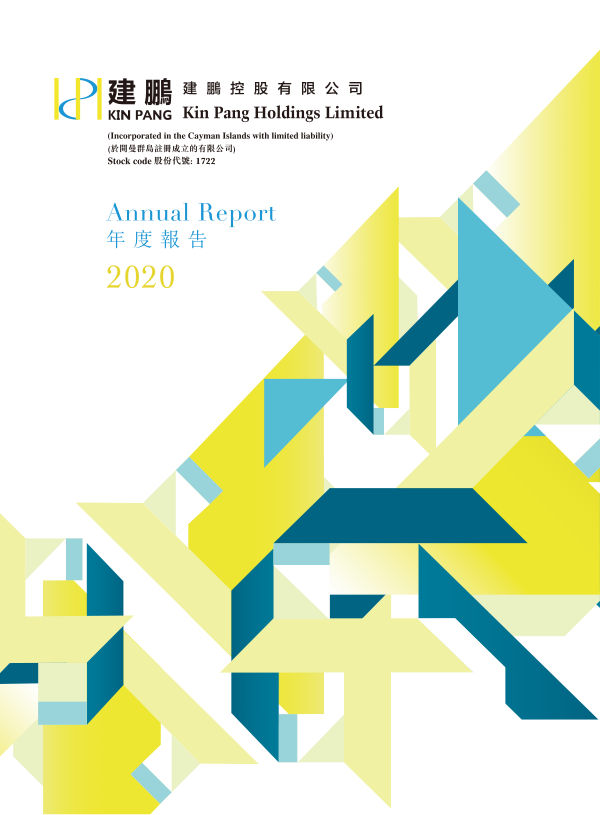 建鵬
KIN PANG
建鵬控股有限公司
Kin Pang Holdings Limited
(Incorporated in the Cayman Islands with limited liability)
(於開曼群島註冊成立的有限公司)
Stock code 股份代號: 1722
Annual Report
年度報告
2020